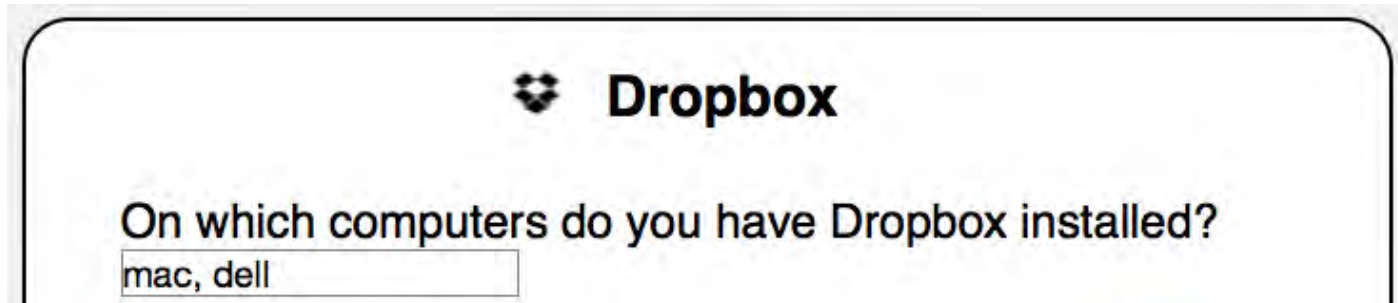 Dropbox
On which computers do you have Dropbox installed?
mac, dell